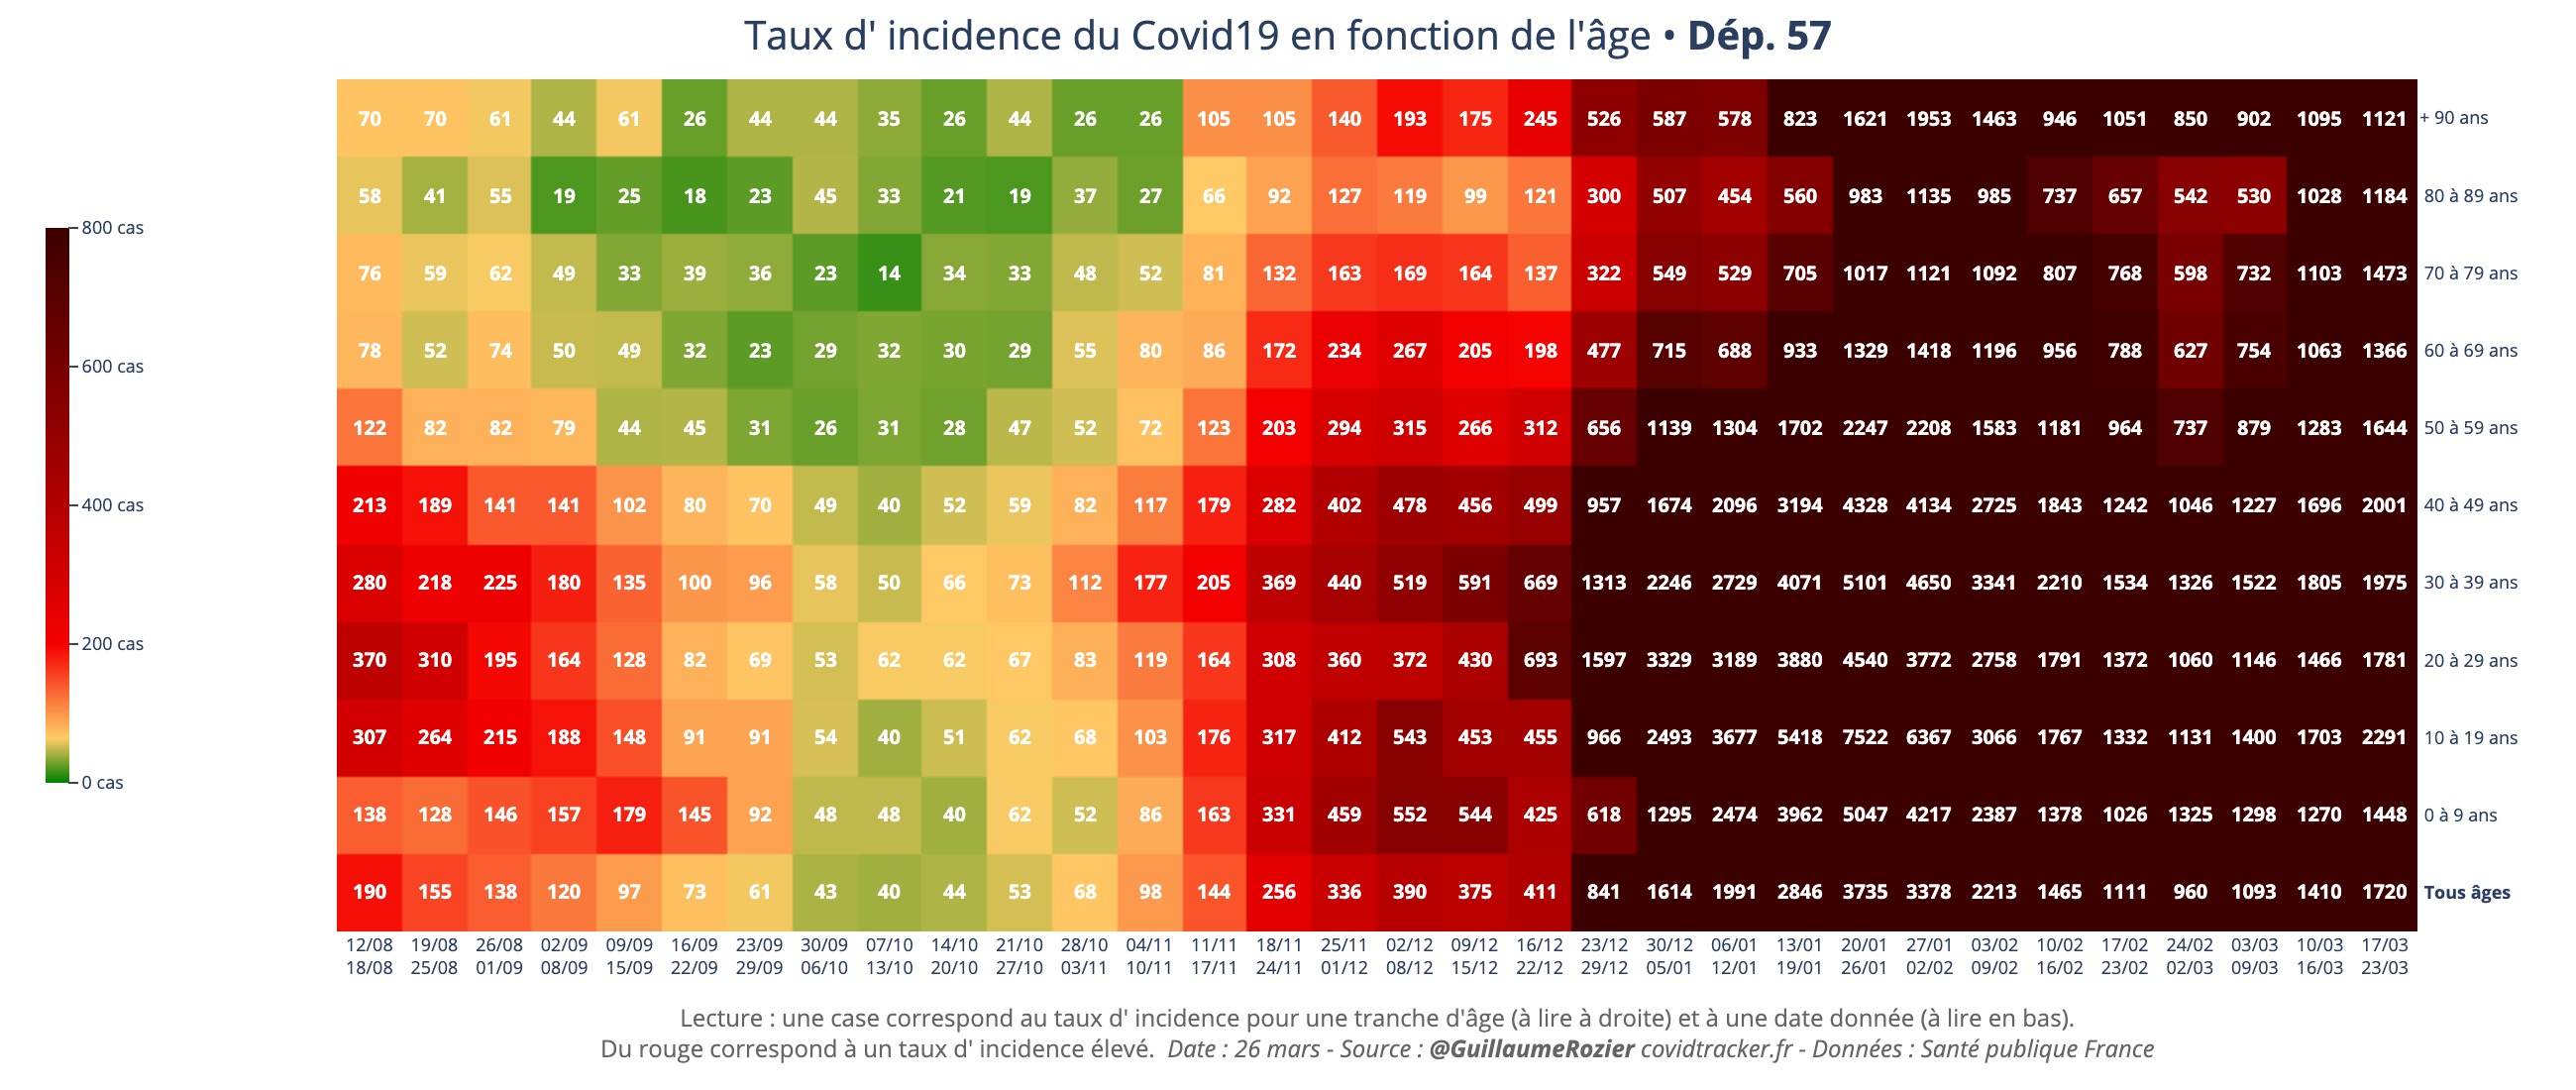 Taux d' incidence du Covid19 en fonction de l'âge • Dép. 57
70 70 61 44 61 26 44 44 35 26 44 26 26 105 105 140 193 175 245 526 587 578 823 1621 1953 1463 946 1051 850 902 1095 1121 + 90 ans
58 41 55 19 25 18 23 45 33 21 19 37 27 66 92 127 119 99 121 300 507 454 560 983 1135 985 737 657 542 530 1028 1184 80 à 89 ans
800 cas
76 59 62 49 33 39 36 23 14 34 33 48 52 81 132 163 169 164 137 322 549 529 705 1017 1121 1092 807 768 598 732 1103 1473 70 à 79 ans
78 52 74 50 49 32 23 29 32 30 29 55 80 86 172 234 267 205 198 477 715 688 933 1329 1418 1196 956 788 627 754 1063 1366 60 à 69 ans
600 cas
122 82 82 79 44 45 31 26 31 28 47 52 72 123 203 294 315 266 312 656 1139 1304 1702 2247 2208 1583 1181 964 737 879 1283 1644 50 à 59 ans
400 cas
213 189 141 141 102 80 70 49 40 52 59 82 117 179 282 402 478 456 499 957 1674 2096 3194 4328 4134 2725 1843 1242 1046 1227 1696 2001 40 à 49 ans
280 218 225 180 135 100 96 58 50 66 73 112 177 205 369 440 519 591 669 1313 2246 2729 4071 5101 4650 3341 2210 1534 1326 1522 1805 1975 30 à 39 ans
200 cas
370 310 195 164 128 82 69 53 62 62 67 83 119 164 308 360 372 430 693 1597 3329 3189 3880 4540 3772 2758 1791 1372 1060 1146 1466 1781 20 à 29 ans
307 264 215 188 148 91 91 54 40 51 62 68 103 176 317 412 543 453 455 966 2493 3677 5418 7522 6367 3066 1767 1332 1131 1400 1703 2291 10 à 19 ans
0 cas
138 128 146 157 179 145 92 48 48 40 62 52 86 163 331 459 552 544 425 618 1295 2474 3962 5047 4217 2387 1378 1026 1325 1298 1270 1448 0 à 9 ans
190 155 138 120 97 73 61 43 40 44 53 68 98 144 256 336 390 375 411 841 1614 1991 2846 3735 3378 2213 1465 1111 960 1093 1410 1720 Tous âges
12/08 19/08 26/08 02/09 09/09 16/09 23/09 30/09 07/10 14/10 21/10 28/10 04/11 11/11 18/11 25/11 02/12 09/12 16/12 23/12 30/12 06/01 13/01 20/01 27/01 03/02 10/02 17/02 24/02 03/03 10/03 17/03
18/08 25/08 01/09 08/09 15/09 22/09 29/09 06/10 13/10 20/10 27/10 03/11 10/11 17/11 24/11 01/12 08/12 15/12 22/12 29/12 05/01 12/01 19/01 26/01 02/02 09/02 16/02 23/02 02/03 09/03 16/03 23/03
Lecture : une case correspond au taux d' incidence pour une tranche d'âge (à lire à droite) et à une date donnée (à lire en bas).
Du rouge correspond à un taux d' incidence élevé. Date : 26 mars - Source : @GuillaumeRozier covidtracker.fr - Données : Santé publique France